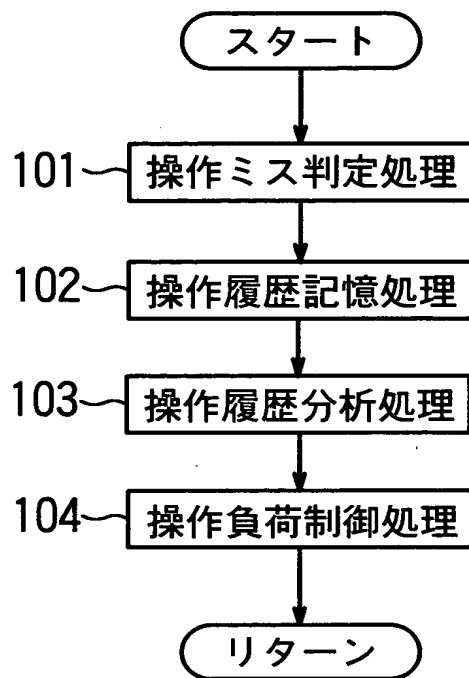 スタート
101 操作ミス判定処理
102 操作履歴記憶処理
103 操作履歴分析処理
104 操作負荷制御処理
リターン